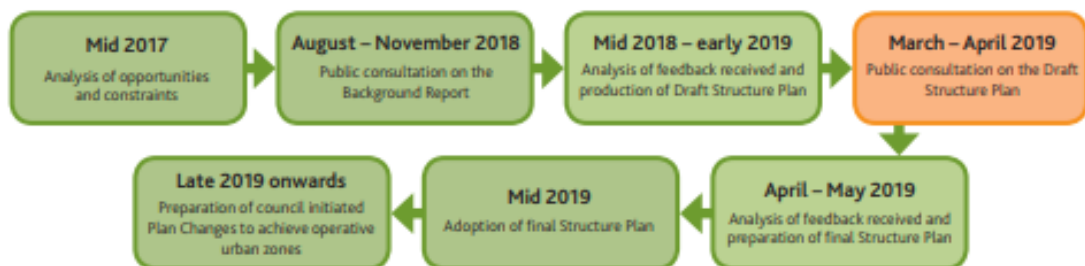 Mid 2017
Analysis of opportunities
and constraints
August – November 2018
Public consultation on the
Background Report
Mid 2018 – early 2019
Analysis of feedback received and
production of Draft Structure Plan
March – April 2019
Public consultation on the Draft
Structure Plan
April – May 2019
Analysis of feedback received and
preparation of final Structure Plan
Mid 2019
Adoption of final Structure Plan
Late 2019 onwards
Preparation of council initiated
Plan Changes to achieve operative
urban zones